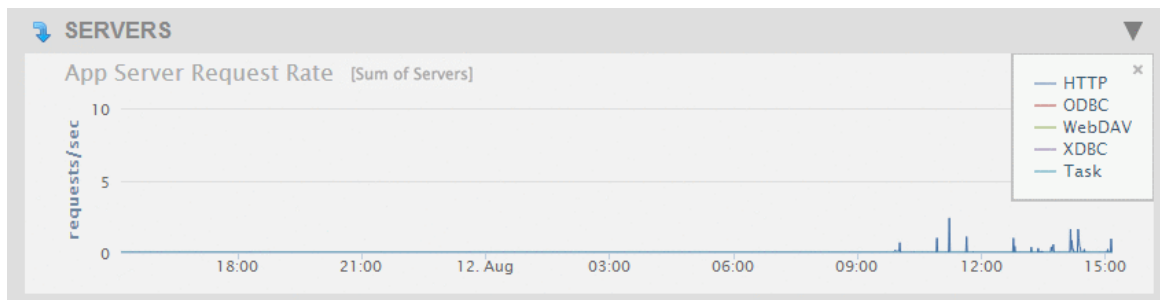 SERVERS
App Server Request Rate [Sum of Servers]
HTTP
ODBC
WebDAV
XDBC
Task
requests/sec
10
5
0
18:00 21:00 12. Aug 03:00 06:00 09:00 12:00 15:00